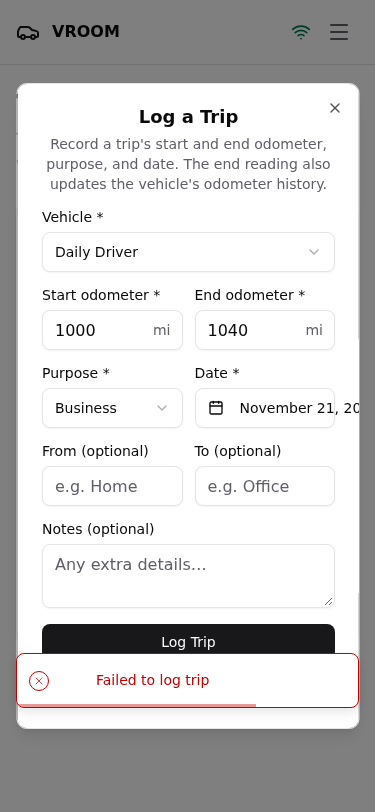 VROOM
Log a Trip
Record a trip's start and end odometer,
purpose, and date. The end reading also
updates the vehicle's odometer history.
Vehicle *
Daily Driver
Start odometer *
End odometer *
1000 mi
1040 mi
Purpose *
Date *
Business
November 21, 20
From (optional)
To (optional)
e.g. Home
e.g. Office
Notes (optional)
Any extra details...
Log Trip
Failed to log trip